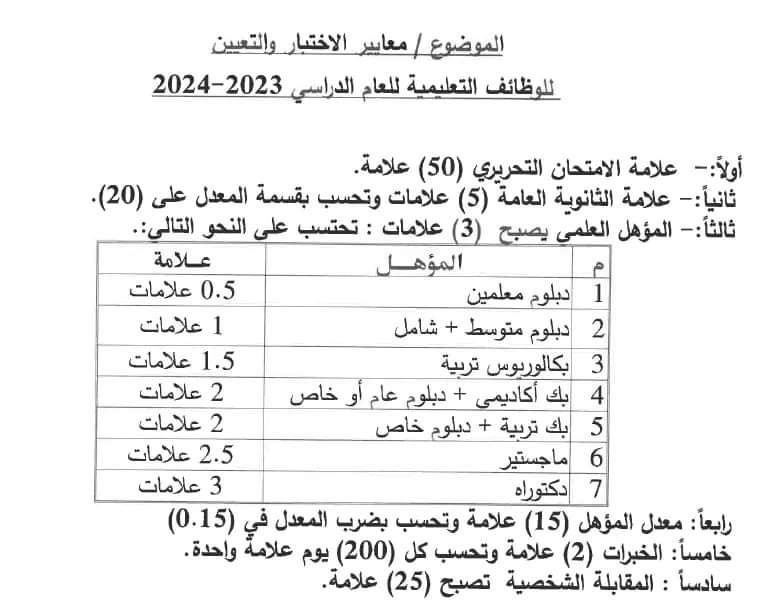 الموضوع / معايير الاختبار والتعيين
للوظائف التعليمية للعام الدراسي 2023-2024
أولاً:- علامة الامتحان التحريري (50) علامة.
ثانياً:- علامة الثانوية العامة (5) علامات وتحسب بقسمة المعدل على (20).
ثالثاً:- المؤهل العلمي يصبح (3) علامات : تحتسب على النحو التالي:.
م المؤهـــل عـــلامة
1 دبلوم معلمين 0.5 علامات
2 دبلوم متوسط + شامل 1 علامات
3 بكالوريوس تربية 1.5 علامات
4 بك أكاديمي + دبلوم عام أو خاص 2 علامات
5 بك تربية + دبلوم خاص 2 علامات
6 ماجستير 2.5 علامات
7 دكتوراه 3 علامات
رابعاً: معدل المؤهل (15) علامة وتحسب بضرب المعدل في (0.15)
خامساً: الخبرات (2) علامة وتحسب كل (200) يوم علامة واحدة.
سادساً : المقابلة الشخصية تصبح (25) علامة.